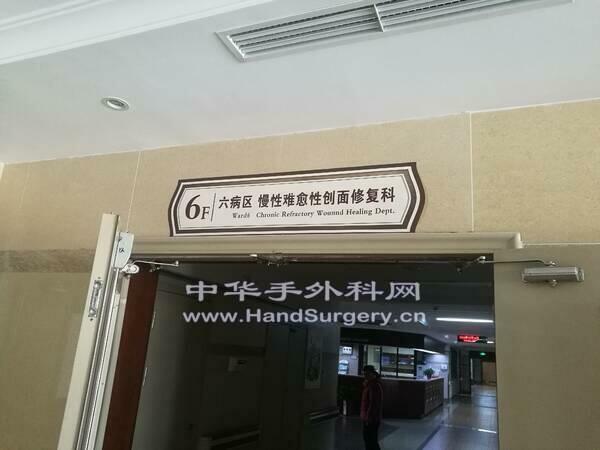 6F 六病区 慢性难愈性创面修复科
Ward6 Chronic Refractory Wounnd Healing Dept.
中华手外科网
www.HandSurgery.cn